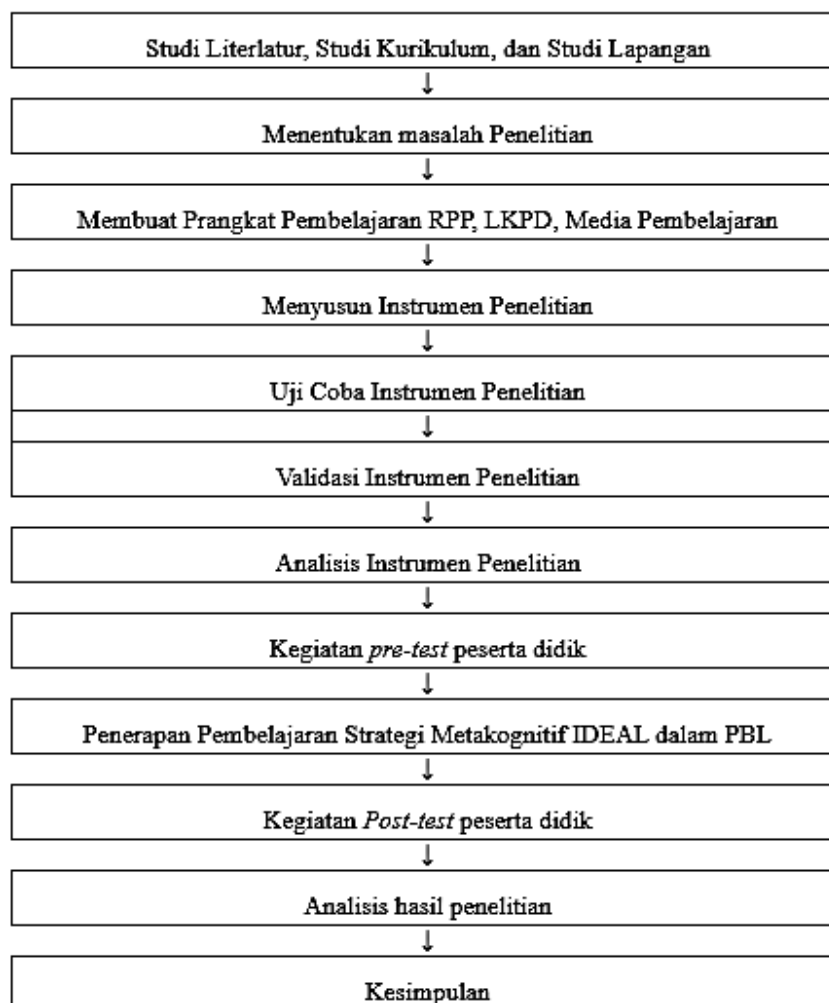 Studi Literlatur, Studi Kurikulum, dan Studi Lapangan
↓
Menentukan masalah Penelitian
↓
Membuat Prangkat Pembelajaran RPP, LKPD, Media Pembelajaran
↓
Menyusun Instrumen Penelitian
↓
Uji Coba Instrumen Penelitian
↓
Validasi Instrumen Penelitian
↓
Analisis Instrumen Penelitian
↓
Kegiatan pre-test peserta didik
↓
Penerapan Pembelajaran Strategi Metakognitif IDEAL dalam PBL
↓
Kegiatan Post-test peserta didik
↓
Analisis hasil penelitian
↓
Kesimpulan